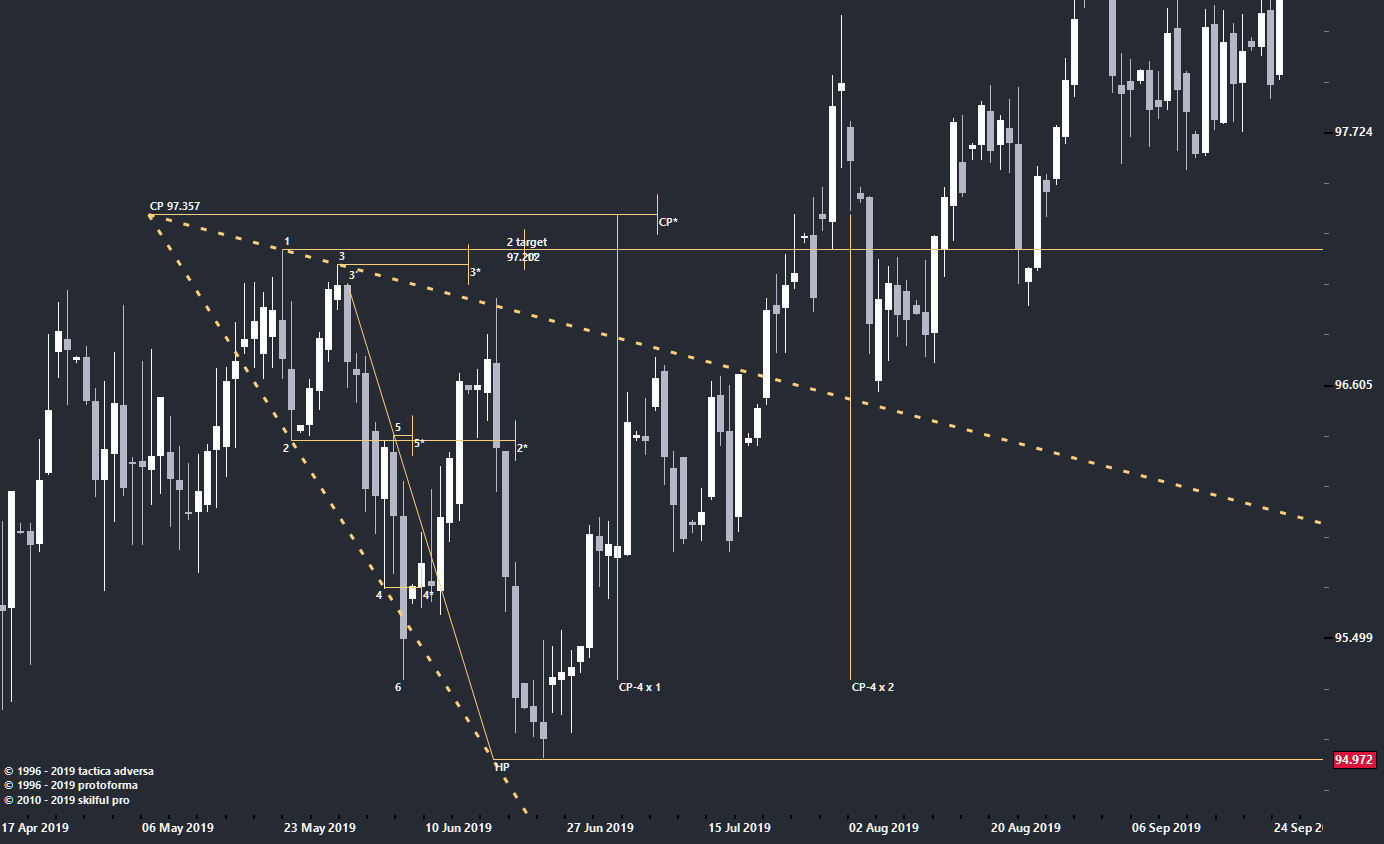 97.724
CP 97.357
CP*
1
2 target
3
97.202
3*
3'
96.605
5
5*
2
2*
4
4*
95.499
6
CP-4 x 1
CP-4 x 2
94.972
HP
© 1996 - 2019 tactica adversa
© 1996 - 2019 protoforma
© 2010 - 2019 skilful pro
17 Apr 2019 06 May 2019 23 May 2019 10 Jun 2019 27 Jun 2019 15 Jul 2019 02 Aug 2019 20 Aug 2019 06 Sep 2019 24 Sep 2